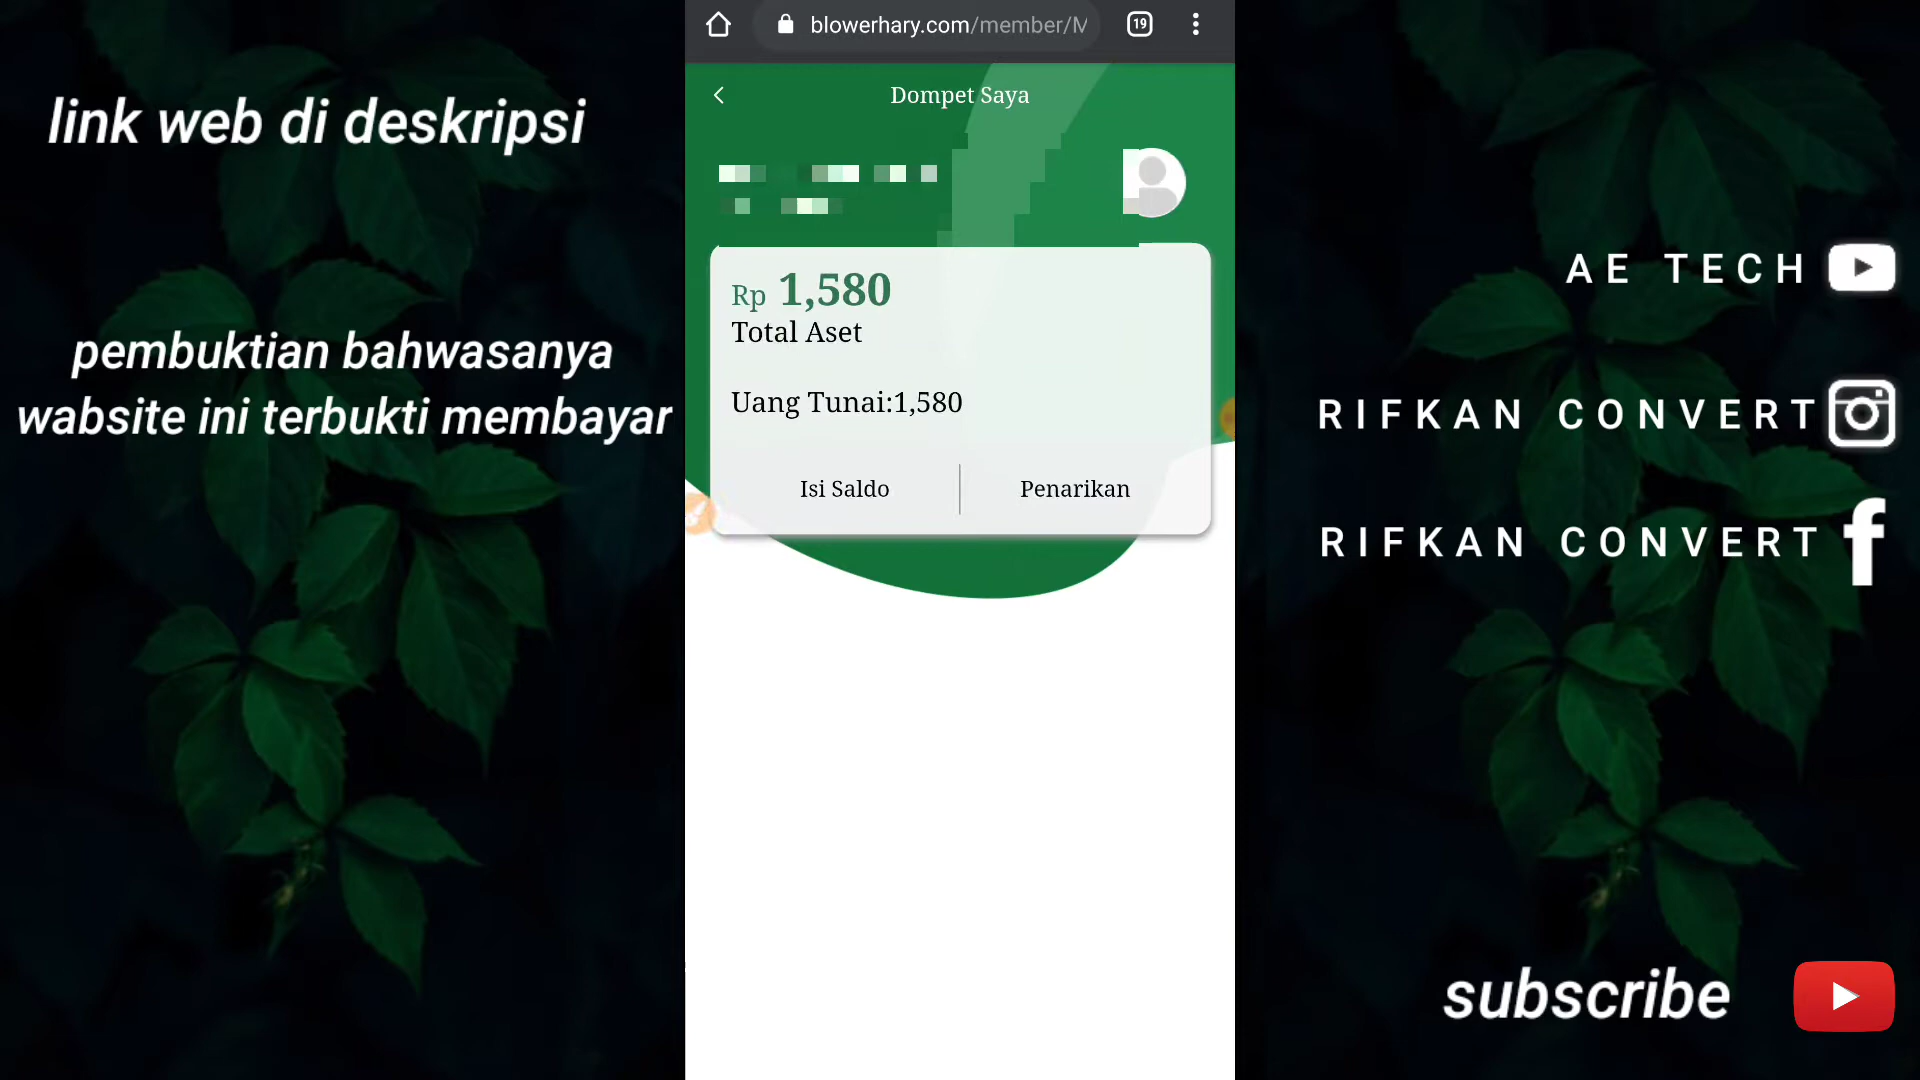 link web di deskripsi
pembuktian bahwasanya
wabsite ini terbukti membayar
blowerhary.com/member/M
19
Dompet Saya
Rp 1,580
Total Aset
Uang Tunai:1,580
Isi Saldo
Penarikan
AE TECH
RIFKAN CONVERT
RIFKAN CONVERT
subscribe